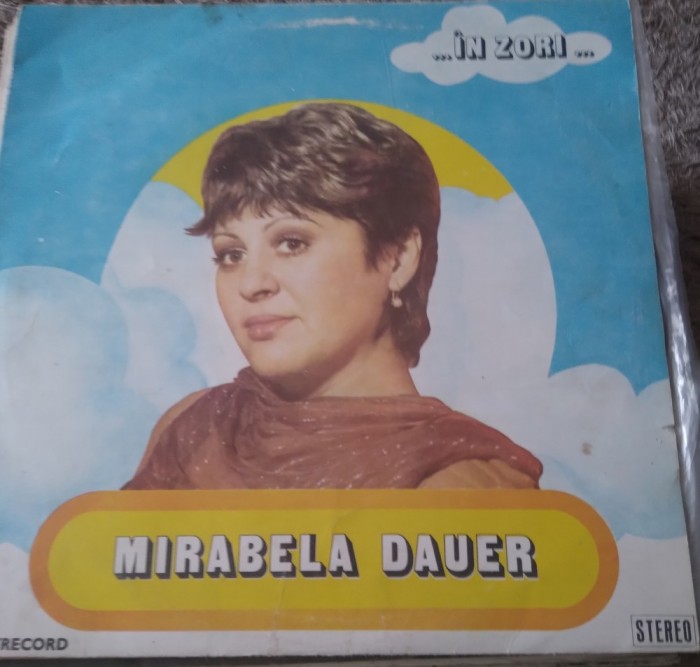 ...ÎN ZORI...
MIRABELA DAUER
RECORD
STEREO